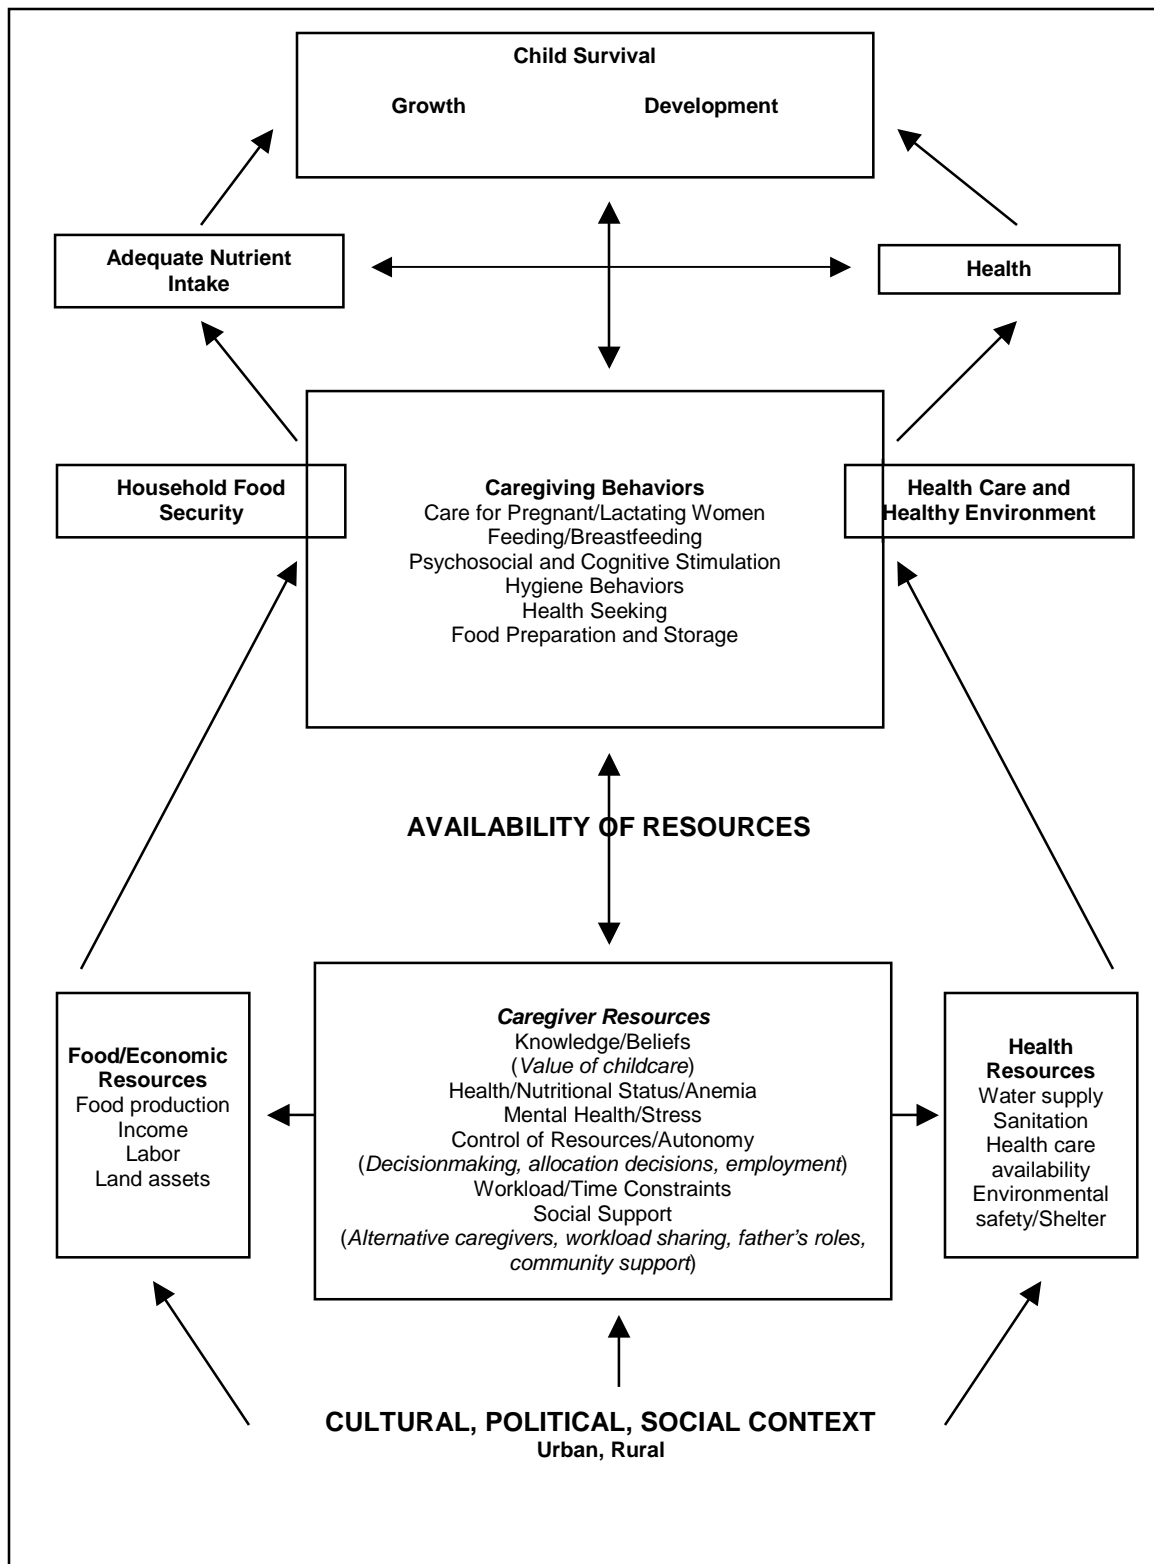 Child Survival
Growth Development
Adequate Nutrient
Intake
Health
Household Food
Security
Caregiving Behaviors
Care for Pregnant/Lactating Women
Feeding/Breastfeeding
Psychosocial and Cognitive Stimulation
Hygiene Behaviors
Health Seeking
Food Preparation and Storage
Health Care and
Healthy Environment
AVAILABILITY OF RESOURCES
Food/Economic
Resources
Food production
Income
Labor
Land assets
Caregiver Resources
Knowledge/Beliefs
(Value of childcare)
Health/Nutritional Status/Anemia
Mental Health/Stress
Control of Resources/Autonomy
(Decisionmaking, allocation decisions, employment)
Workload/Time Constraints
Social Support
(Alternative caregivers, workload sharing, father’s roles,
community support)
Health
Resources
Water supply
Sanitation
Health care
availability
Environmental
safety/Shelter
CULTURAL, POLITICAL, SOCIAL CONTEXT
Urban, Rural